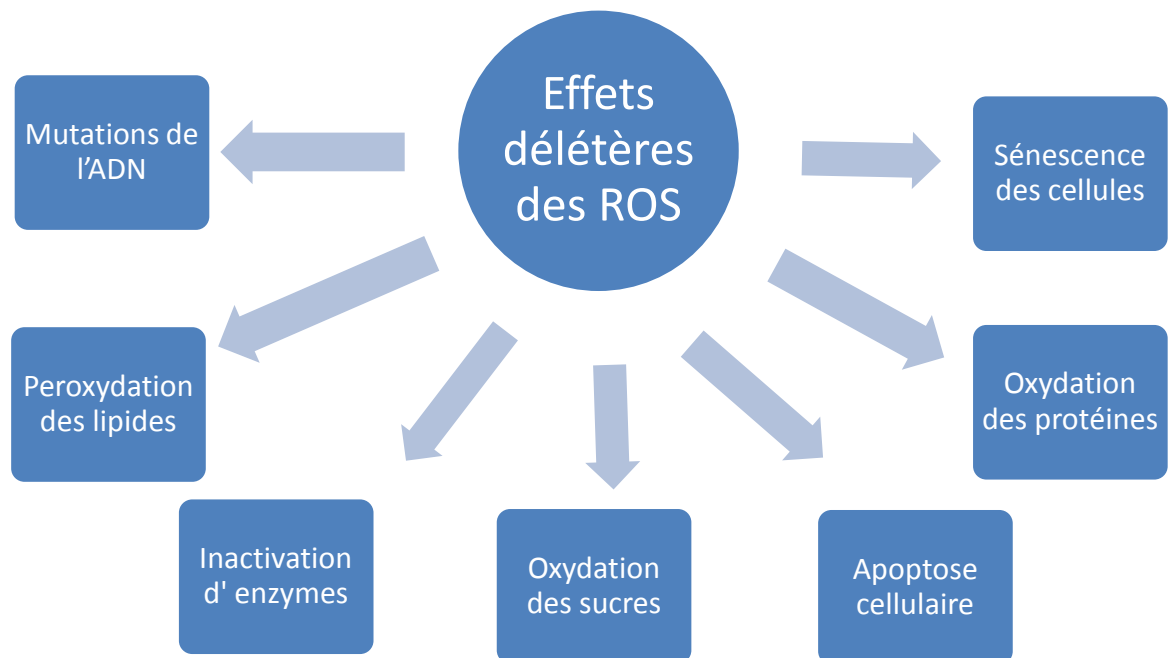 Effets
délétères
des ROS
Mutations de
l’ADN
Sénescence
des cellules
Peroxydation
des lipides
Oxydation
des protéines
Inactivation
d' enzymes
Oxydation
des sucres
Apoptose
cellulaire